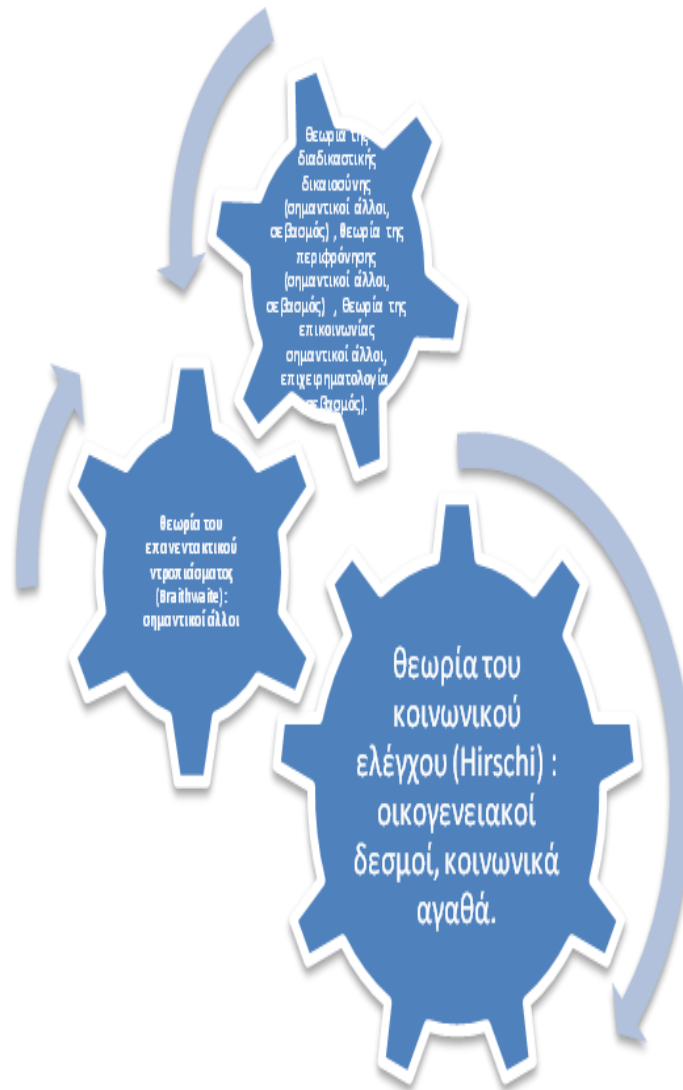 θεωρία της
διαδικαστικής
δικαιοσύνης
(σημαντικοί άλλοι,
σεβασμός) , θεωρία της
περιφρόνησης
(σημαντικοί άλλοι,
σεβασμός) , θεωρία της
επικοινωνίας
σημαντικοί άλλοι,
επιχειρηματολογία
σεβασμός).
θεωρία του
επανεντακτικού
ντροπιάσματος
(Braithwaite) :
σημαντικοί άλλοι
θεωρία του
κοινωνικού
ελέγχου (Hirschi) :
οικογενειακοί
δεσμοί, κοινωνικά
αγαθά.